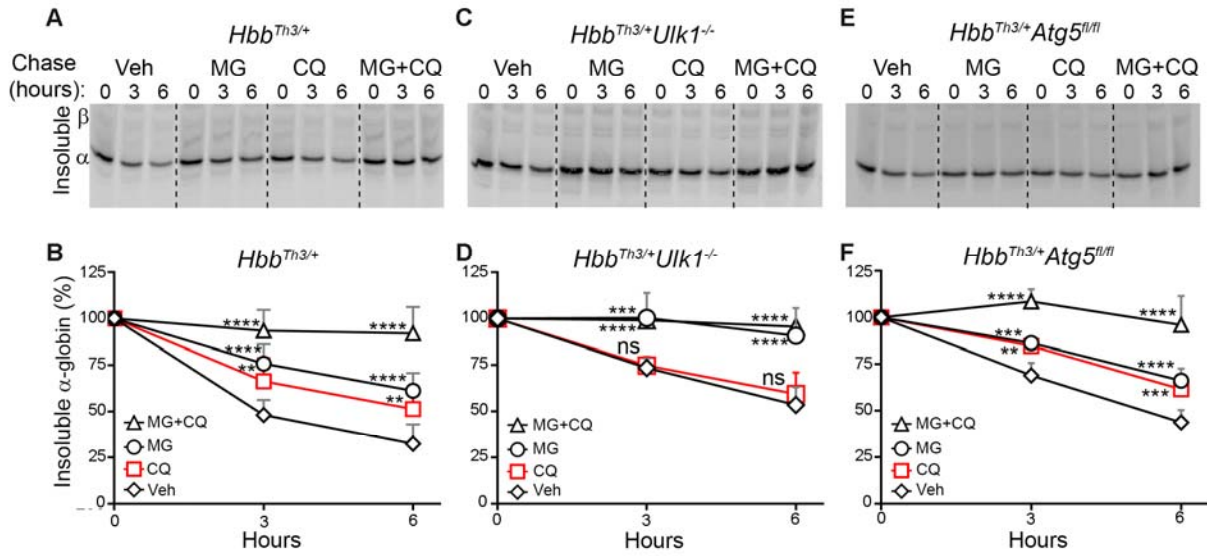 A
Hbb^Th3/+
Chase (hours):
Veh MG CQ MG+CQ
0 3 6 0 3 6 0 3 6 0 3 6
Insoluble
β
α
C
Hbb^Th3/+Ulk1^-/-
Veh MG CQ MG+CQ
0 3 6 0 3 6 0 3 6 0 3 6
E
Hbb^Th3/+Atg5^fl/fl
Veh MG CQ MG+CQ
0 3 6 0 3 6 0 3 6 0 3 6
B
Hbb^Th3/+
Insoluble α-globin (%)
125
100
75
50
25
0
**** ****
**** ****
** **
MG+CQ
MG
CQ
Veh
0 3 6
Hours
D
Hbb^Th3/+Ulk1^-/-
125
100
75
50
25
0
*** ****
**** ****
ns ns
MG+CQ
MG
CQ
Veh
0 3 6
Hours
F
Hbb^Th3/+Atg5^fl/fl
125
100
75
50
25
0
**** ****
*** ****
** ***
MG+CQ
MG
CQ
Veh
0 3 6
Hours